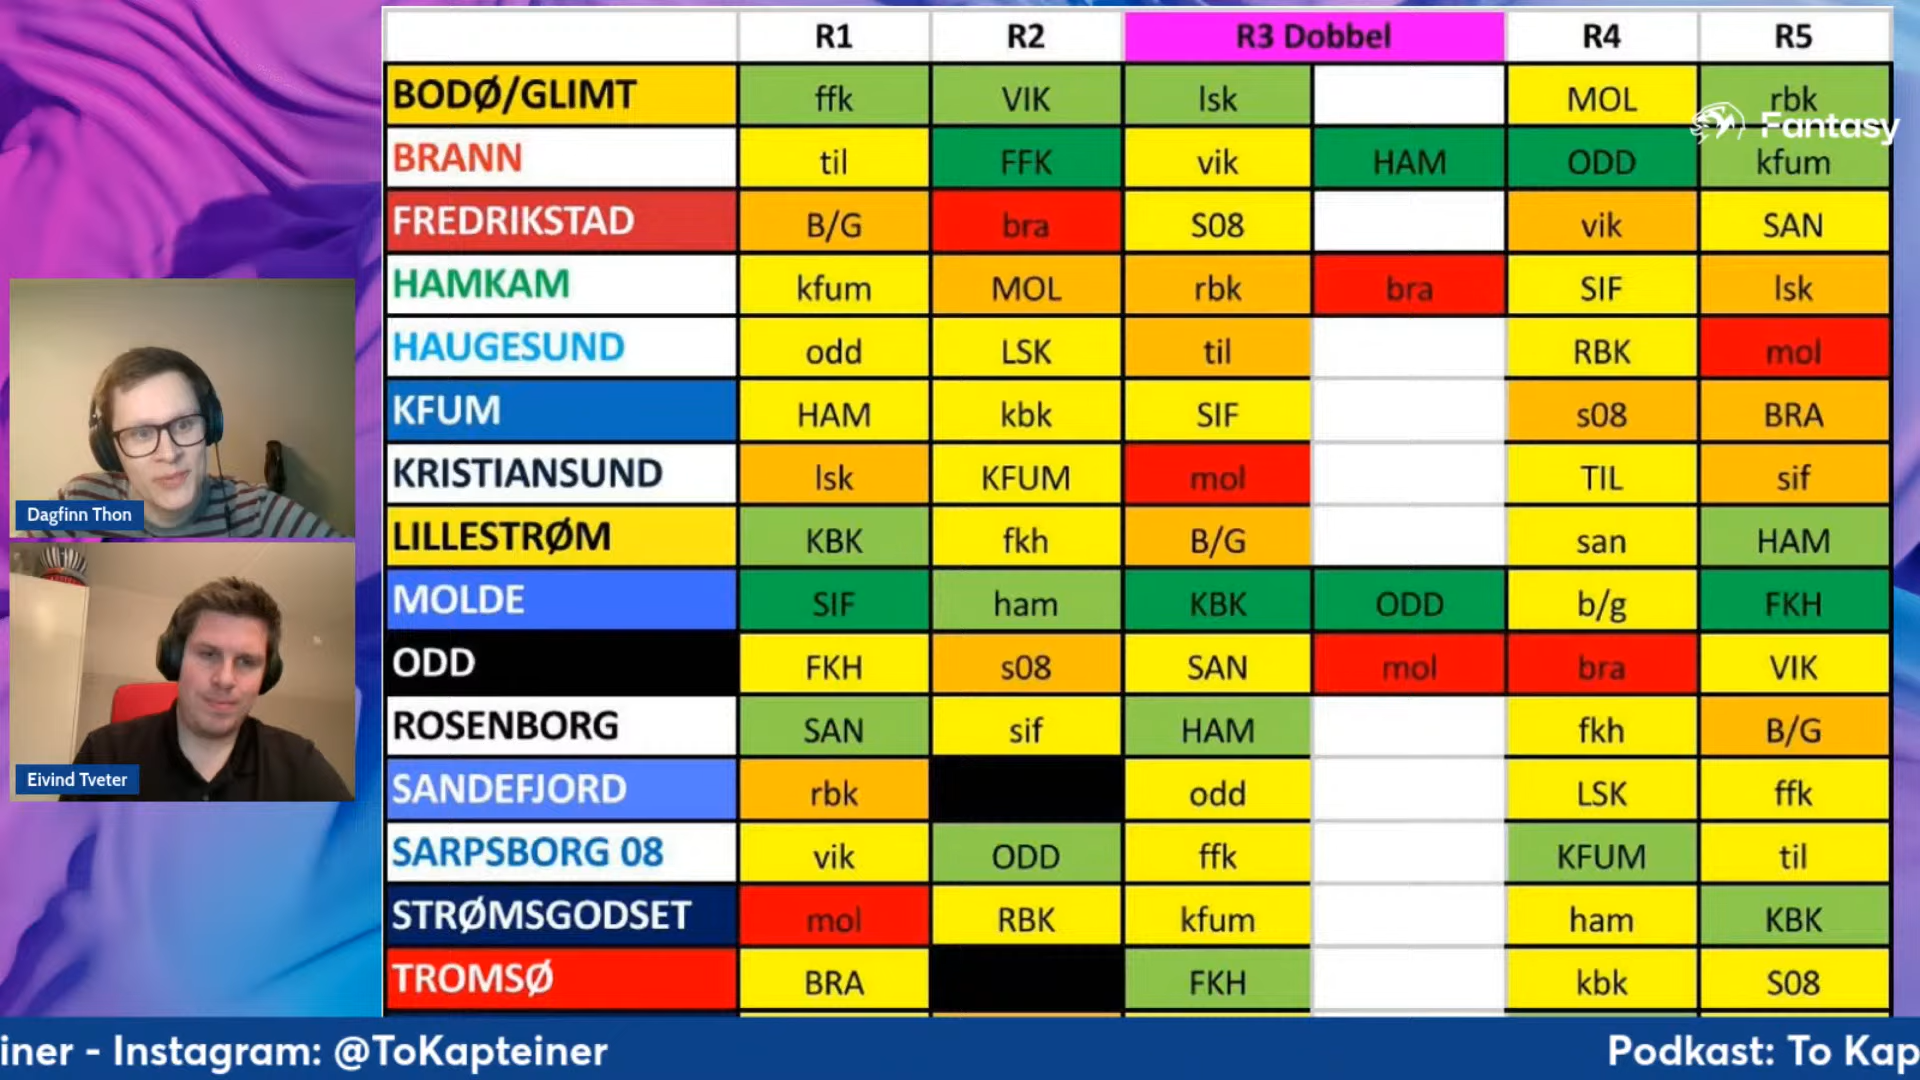 R1 R2 R3 Dobbel R4 R5
BODØ/GLIMT ffk VIK lsk MOL rbk
Fantasy
BRANN til FFK vik HAM ODD kfum
FREDRIKSTAD B/G bra S08 vik SAN
HAMKAM kfum MOL rbk bra SIF lsk
HAUGESUND odd LSK til RBK mol
KFUM HAM kbk SIF s08 BRA
KRISTIANSUND lsk KFUM mol TIL sif
LILLESTRØM KBK fkh B/G san HAM
MOLDE SIF ham KBK ODD b/g FKH
ODD FKH s08 SAN mol bra VIK
ROSENBORG SAN sif HAM fkh B/G
SANDEFJORD rbk odd LSK ffk
SARPSBORG 08 vik ODD ffk KFUM til
STRØMSGODSET mol RBK kfum ham KBK
TROMSØ BRA FKH kbk S08
Dagfinn Thon
Eivind Tveter
iner - Instagram: @ToKapteiner Podkast: To Kap